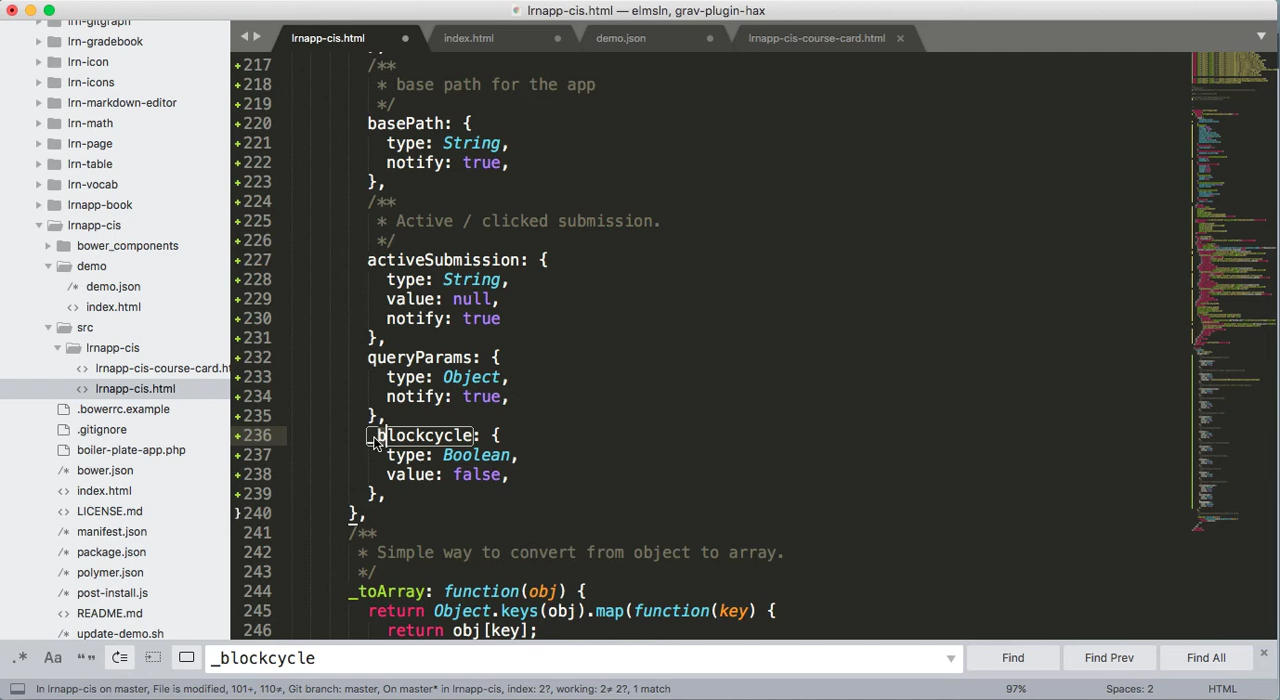 lrnapp-cis.html — elmsln, grav-plugin-hax
lrn-gitgraph
lrn-gradebook
lrn-icon
lrn-icons
lrn-markdown-editor
lrn-math
lrn-page
lrn-table
lrn-vocab
lrnapp-book
lrnapp-cis
bower_components
demo
/* demo.json
<> index.html
src
lrnapp-cis
<> lrnapp-cis-course-card.ht
<> lrnapp-cis.html
.bowerrc.example
.gitignore
boiler-plate-app.php
/* bower.json
<> index.html
LICENSE.md
/* manifest.json
/* package.json
/* polymer.json
/* post-install.js
README.md
update-demo.sh
lrnapp-cis.html
index.html
demo.json
lrnapp-cis-course-card.html
217 /**
218 * base path for the app
219 */
220 basePath: {
221 type: String,
222 notify: true,
223 },
224 /**
225 * Active / clicked submission.
226 */
227 activeSubmission: {
228 type: String,
229 value: null,
230 notify: true
231 },
232 queryParams: {
233 type: Object,
234 notify: true,
235 },
236 _blockcycle: {
237 type: Boolean,
238 value: false,
239 },
240 },
241 /**
242 * Simple way to convert from object to array.
243 */
244 _toArray: function(obj) {
245 return Object.keys(obj).map(function(key) {
246 return obj[key];
.* Aa “” _blockcycle Find Find Prev Find All
In lrnapp-cis on master, File is modified, 101+, 110≠, Git branch: master, On master* in lrnapp-cis, index: 2?, working: 2≠ 2?, 1 match 97% Spaces: 2 HTML